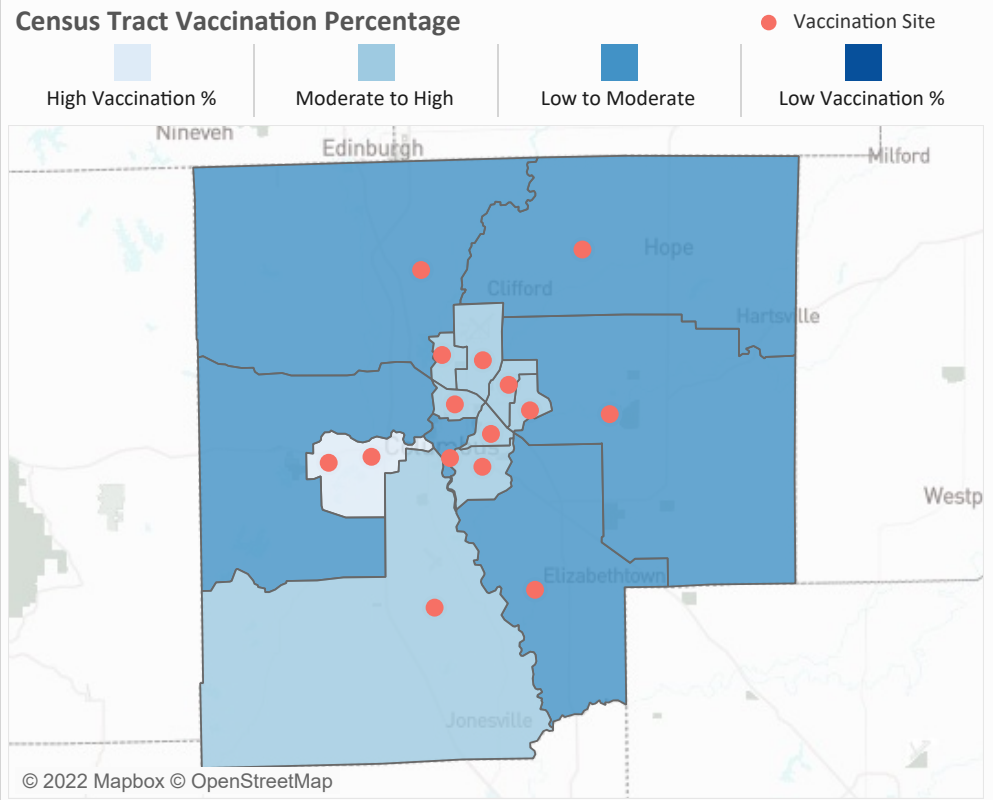 Census Tract Vaccination Percentage
Vaccination Site
High Vaccination %
Moderate to High
Low to Moderate
Low Vaccination %
Nineveh
Edinburgh
Milford
Hope
Clifford
Hartsville
Columbus
Westp
Elizabethtown
Jonesville
© 2022 Mapbox © OpenStreetMap